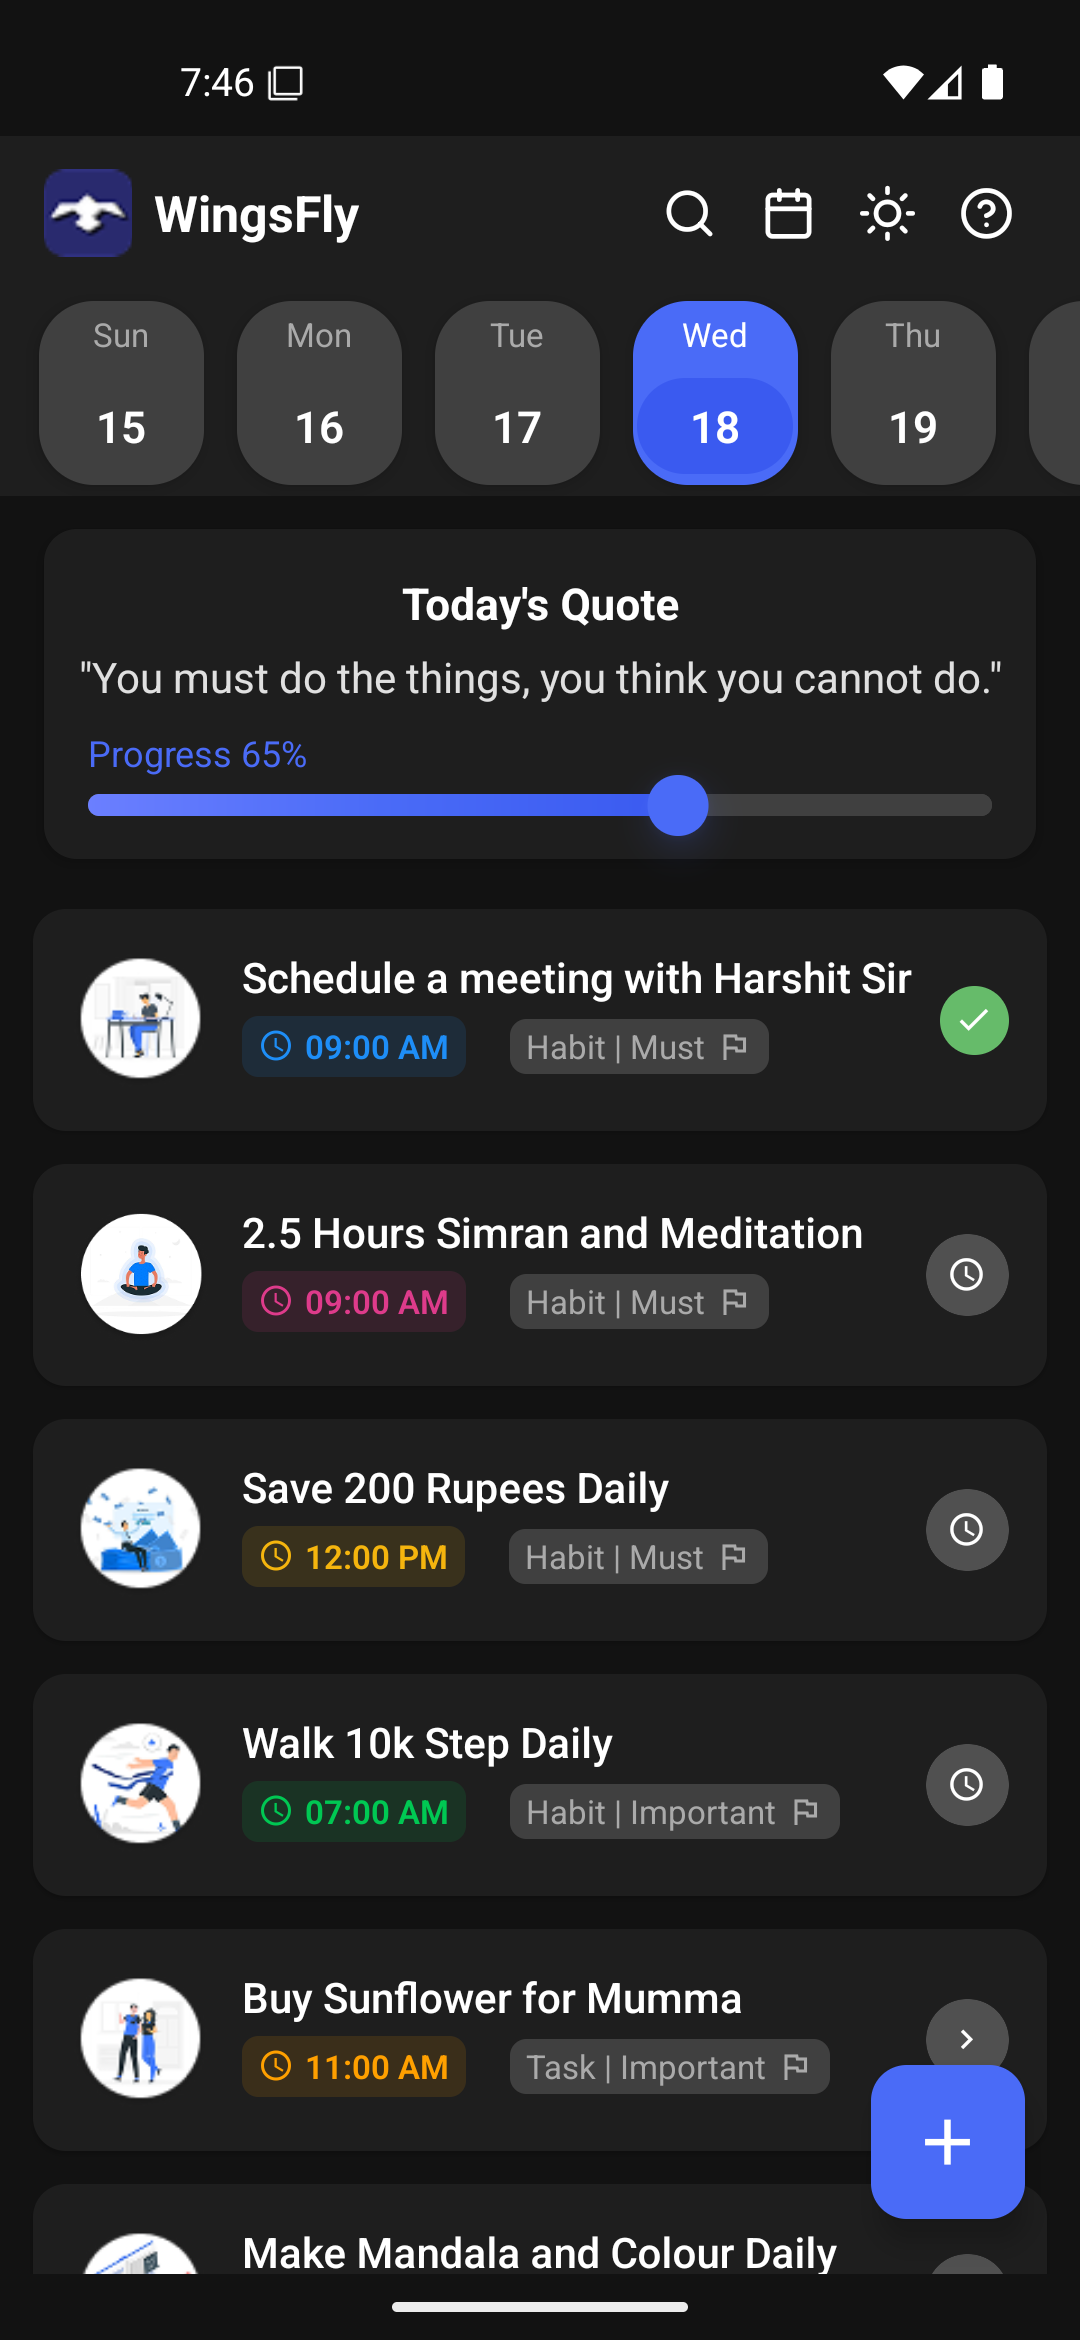 7:46
WingsFly
Sun Mon Tue Wed Thu
15 16 17 18 19
Today's Quote
"You must do the things, you think you cannot do."
Progress 65%
Schedule a meeting with Harshit Sir
09:00 AM Habit | Must
2.5 Hours Simran and Meditation
09:00 AM Habit | Must
Save 200 Rupees Daily
12:00 PM Habit | Must
Walk 10k Step Daily
07:00 AM Habit | Important
Buy Sunflower for Mumma
11:00 AM Task | Important
Make Mandala and Colour Daily